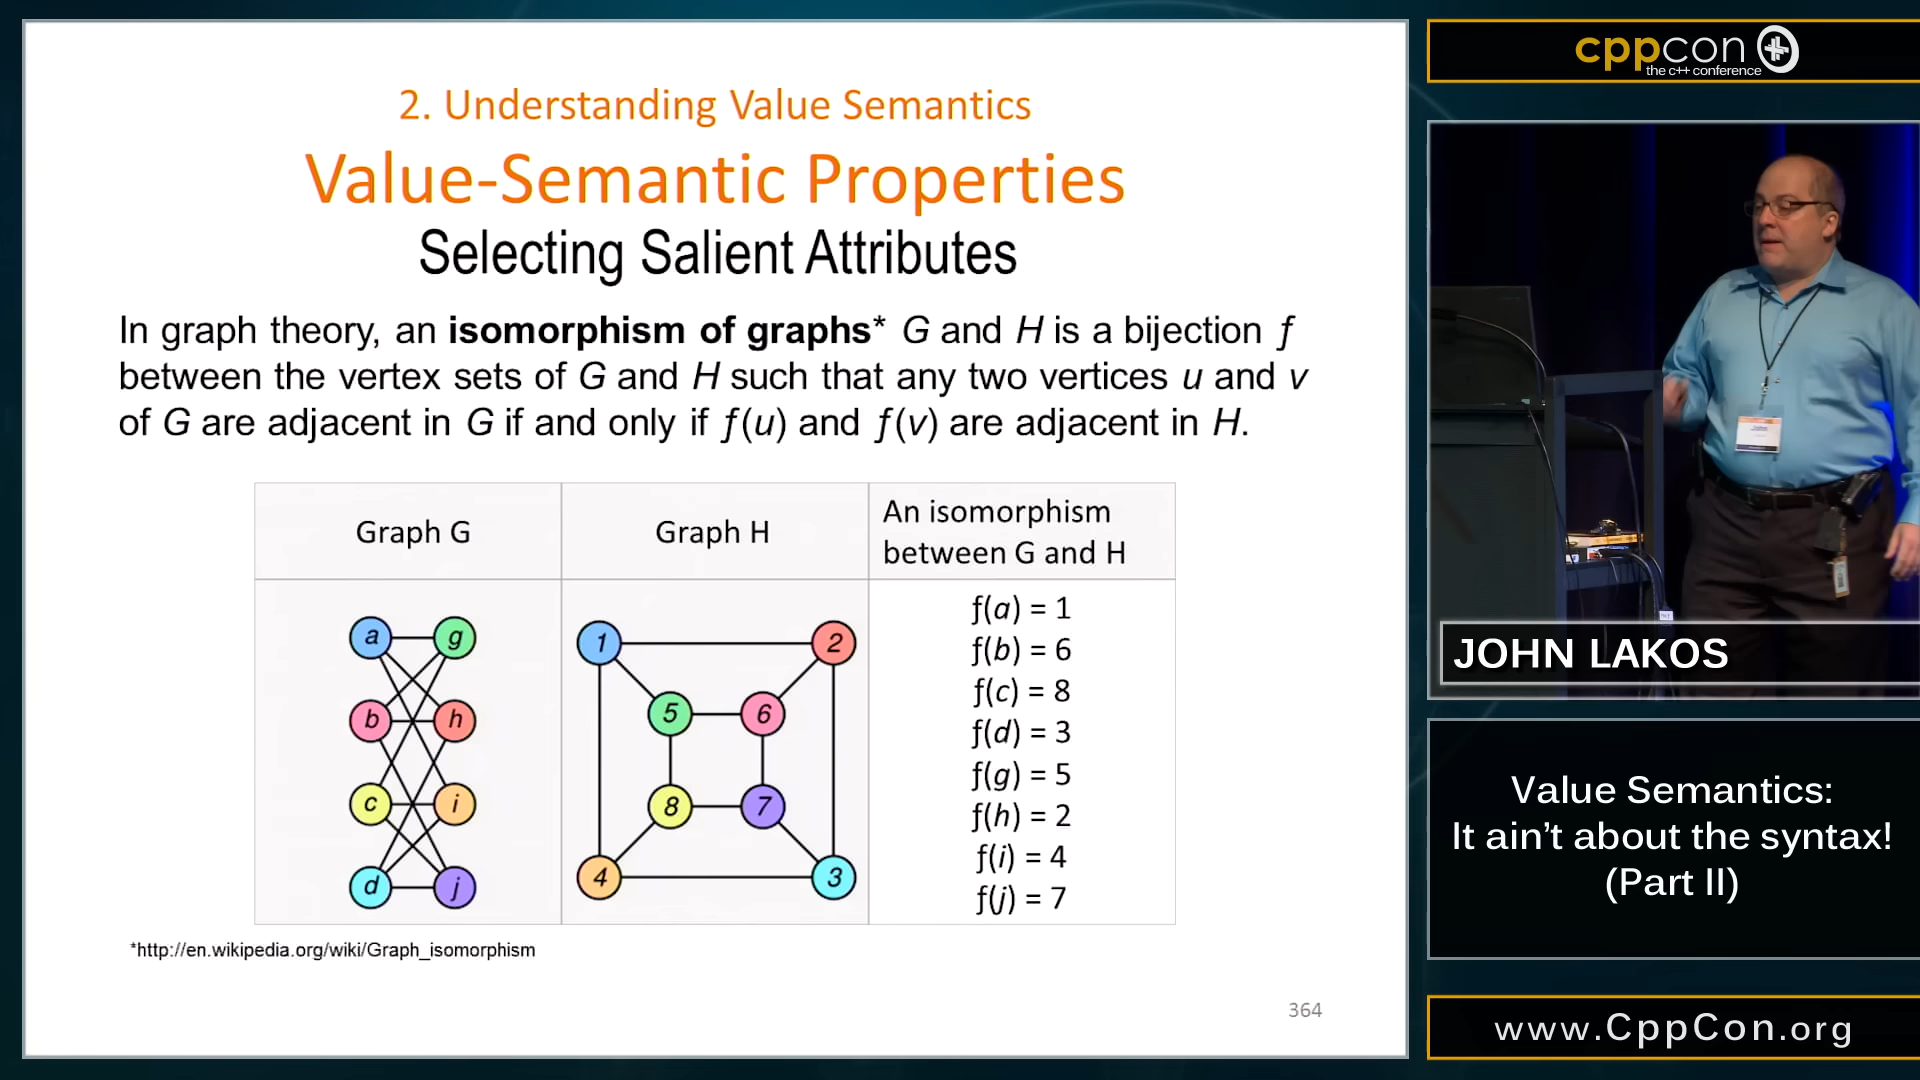 2. Understanding Value Semantics
Value-Semantic Properties
Selecting Salient Attributes
In graph theory, an isomorphism of graphs* G and H is a bijection f
between the vertex sets of G and H such that any two vertices u and v
of G are adjacent in G if and only if f(u) and f(v) are adjacent in H.
Graph G
Graph H
An isomorphism
between G and H
a g
b h
c i
d j
1 2
5 6
8 7
4 3
f(a) = 1
f(b) = 6
f(c) = 8
f(d) = 3
f(g) = 5
f(h) = 2
f(i) = 4
f(j) = 7
*http://en.wikipedia.org/wiki/Graph_isomorphism
364
cppcon
the c++ conference
JOHN LAKOS
Value Semantics:
It ain’t about the syntax!
(Part II)
www.CppCon.org